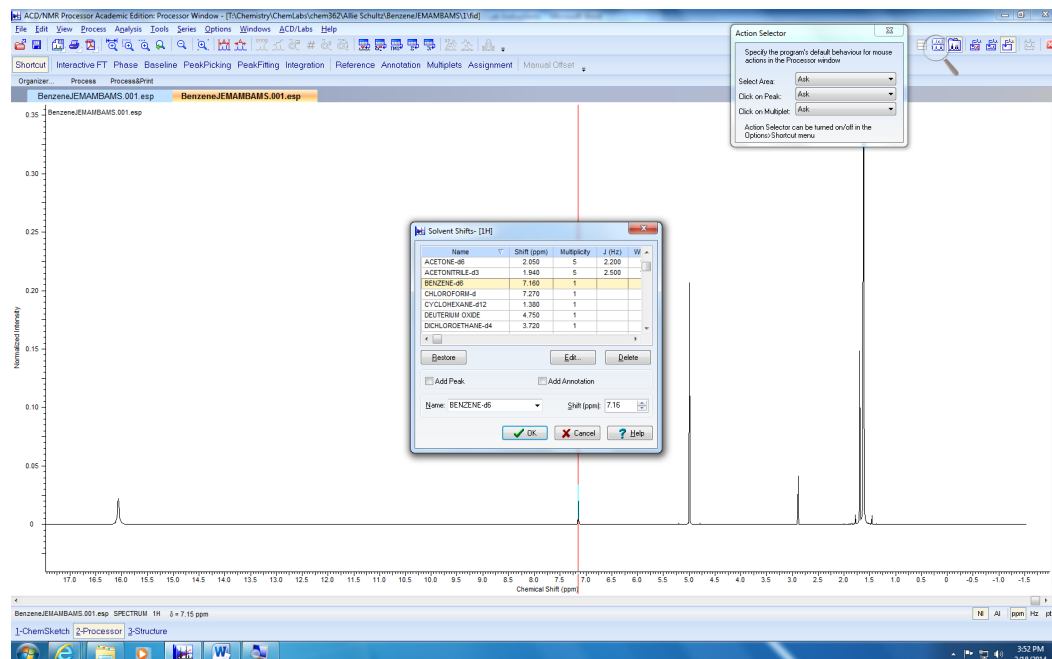 ACD/NMR Processor Academic Edition: Processor Window - [T:\Chemistry\ChemLabs\chem362\Allie Schultz\BenzeneJEMAMBAMS\1\fid]
File Edit View Process Analysis Tools Series Options Windows ACD/Labs Help
Shortcut Interactive FT Phase Baseline PeakPicking PeakFitting Integration Reference Annotation Multiplets Assignment Manual Offset
Organizer... Process Process&Print
BenzeneJEMAMBAMS.001.esp BenzeneJEMAMBAMS.001.esp
Action Selector
Specify the program's default behaviour for mouse
actions in the Processor window
Select Area: Ask
Click on Peak: Ask
Click on Multiplet: Ask
Action Selector can be turned on/off in the
Options>Shortcut menu
BenzeneJEMAMBAMS.001.esp
0.35
0.30
0.25
0.20
0.15
0.10
0.05
0
Normalized Intensity
Solvent Shifts- [1H]
Name Shift (ppm) Multiplicity J (Hz) W
ACETONE-d6 2.050 5 2.200
ACETONITRILE-d3 1.940 5 2.500
BENZENE-d6 7.160 1
CHLOROFORM-d 7.270 1
CYCLOHEXANE-d12 1.380 1
DEUTERIUM OXIDE 4.750 1
DICHLOROETHANE-d4 3.720 1
Restore Edit... Delete
Add Peak Add Annotation
Name: BENZENE-d6 Shift (ppm): 7.16
OK Cancel Help
17.0 16.5 16.0 15.5 15.0 14.5 14.0 13.5 13.0 12.5 12.0 11.5 11.0 10.5 10.0 9.5 9.0 8.5 8.0 7.5 7.0 6.5 6.0 5.5 5.0 4.5 4.0 3.5 3.0 2.5 2.0 1.5 1.0 0.5 0 -0.5 -1.0 -1.5
Chemical Shift (ppm)
BenzeneJEMAMBAMS.001.esp SPECTRUM 1H δ = 7.15 ppm NI AI ppm Hz pt
1-ChemSketch 2-Processor 3-Structure
3:52 PM